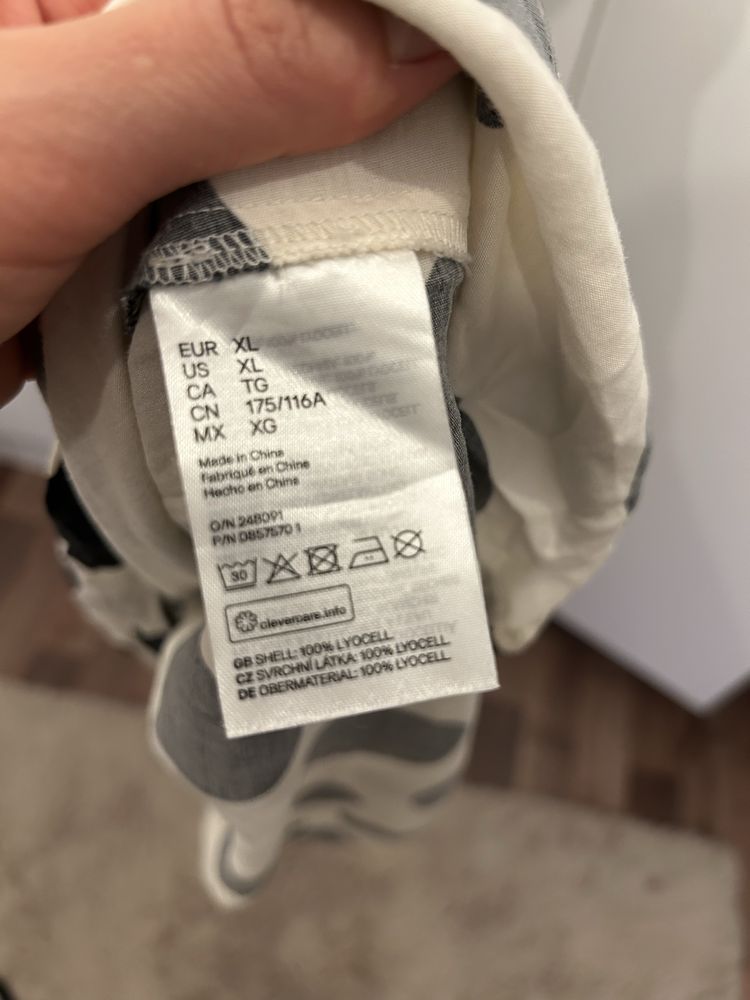 EUR XL
US XL
CA TG
CN 175/116A
MX XG
Made in China
Fabriqué en Chine
Hecho en China
O/N 248091
P/N 0857570 1
30
clevercare.info
GB SHELL: 100% LYOCELL
CZ SVRCHNÍ LÁTKA: 100% LYOCELL
DE OBERMATERIAL: 100% LYOCELL